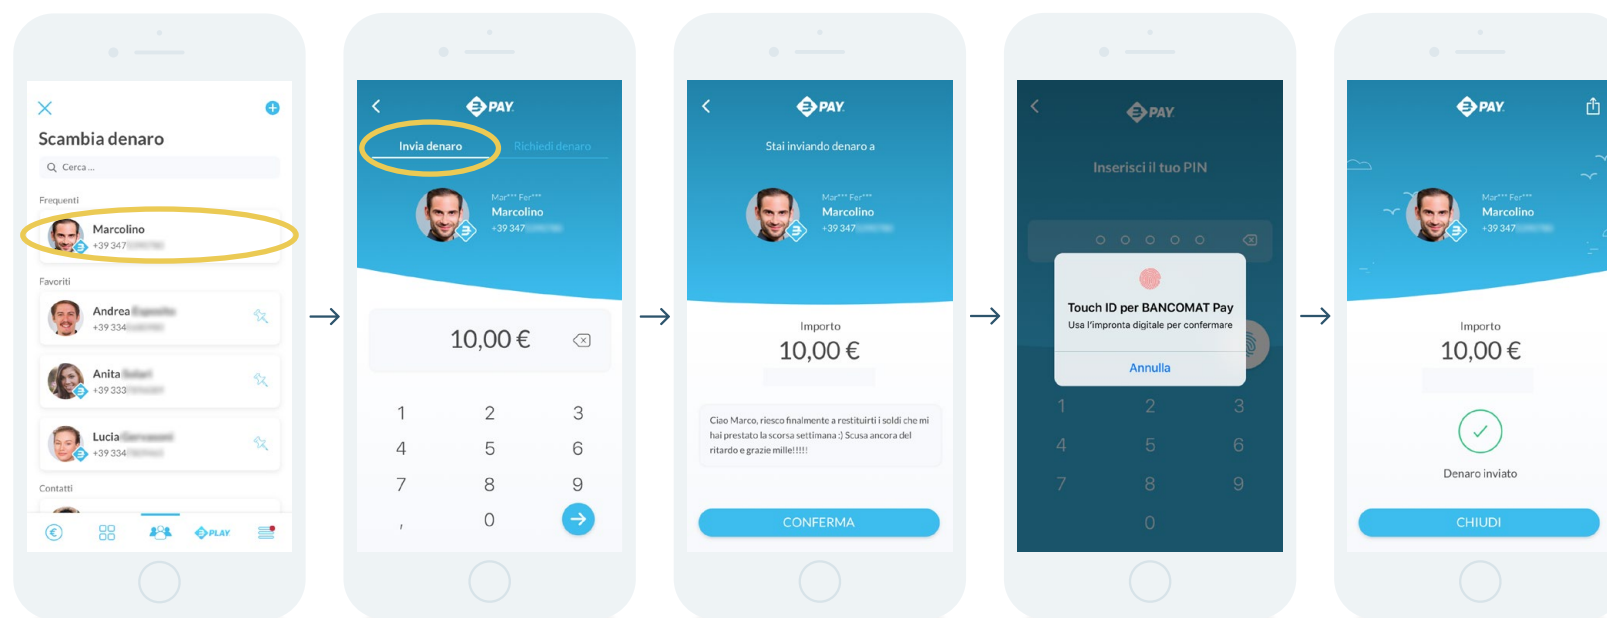 Scambia denaro
Cerca ...
Frequenti
Marcolino
+39 347
Favoriti
Andrea
+39 334
Anita
+39 333
Lucia
+39 334
Contatti
PLAY
PAY
Invia denaro
Richiedi denaro
Mar*** Fer***
Marcolino
+39 347
10,00 €
1 2 3
4 5 6
7 8 9
, 0
PAY
Stai inviando denaro a
Mar*** Fer***
Marcolino
+39 347
Importo
10,00 €
Ciao Marco, riesco finalmente a restituirti i soldi che mi
hai prestato la scorsa settimana :) Scusa ancora del
ritardo e grazie mille!!!!!
CONFERMA
PAY
Inserisci il tuo PIN
Touch ID per BANCOMAT Pay
Usa l'impronta digitale per confermare
Annulla
1 2 3
4 5 6
7 8 9
0
PAY
Mar*** Fer***
Marcolino
+39 347
Importo
10,00 €
Denaro inviato
CHIUDI